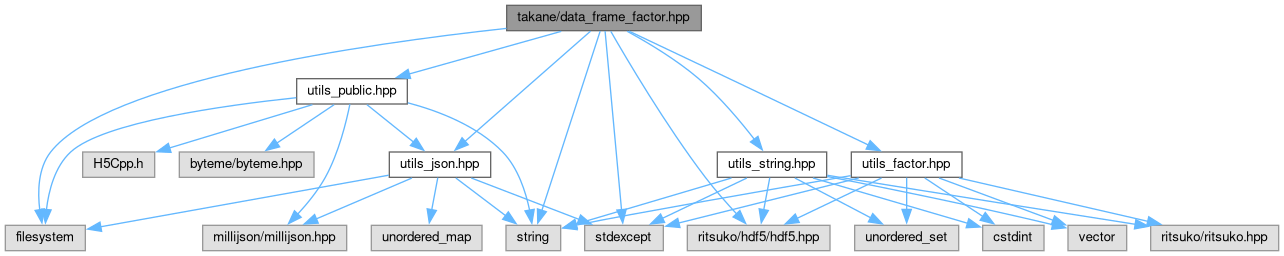 takane/data_frame_factor.hpp
utils_public.hpp
H5Cpp.h
byteme/byteme.hpp
utils_json.hpp
utils_string.hpp
utils_factor.hpp
filesystem
millijson/millijson.hpp
unordered_map
string
stdexcept
ritsuko/hdf5/hdf5.hpp
unordered_set
cstdint
vector
ritsuko/ritsuko.hpp